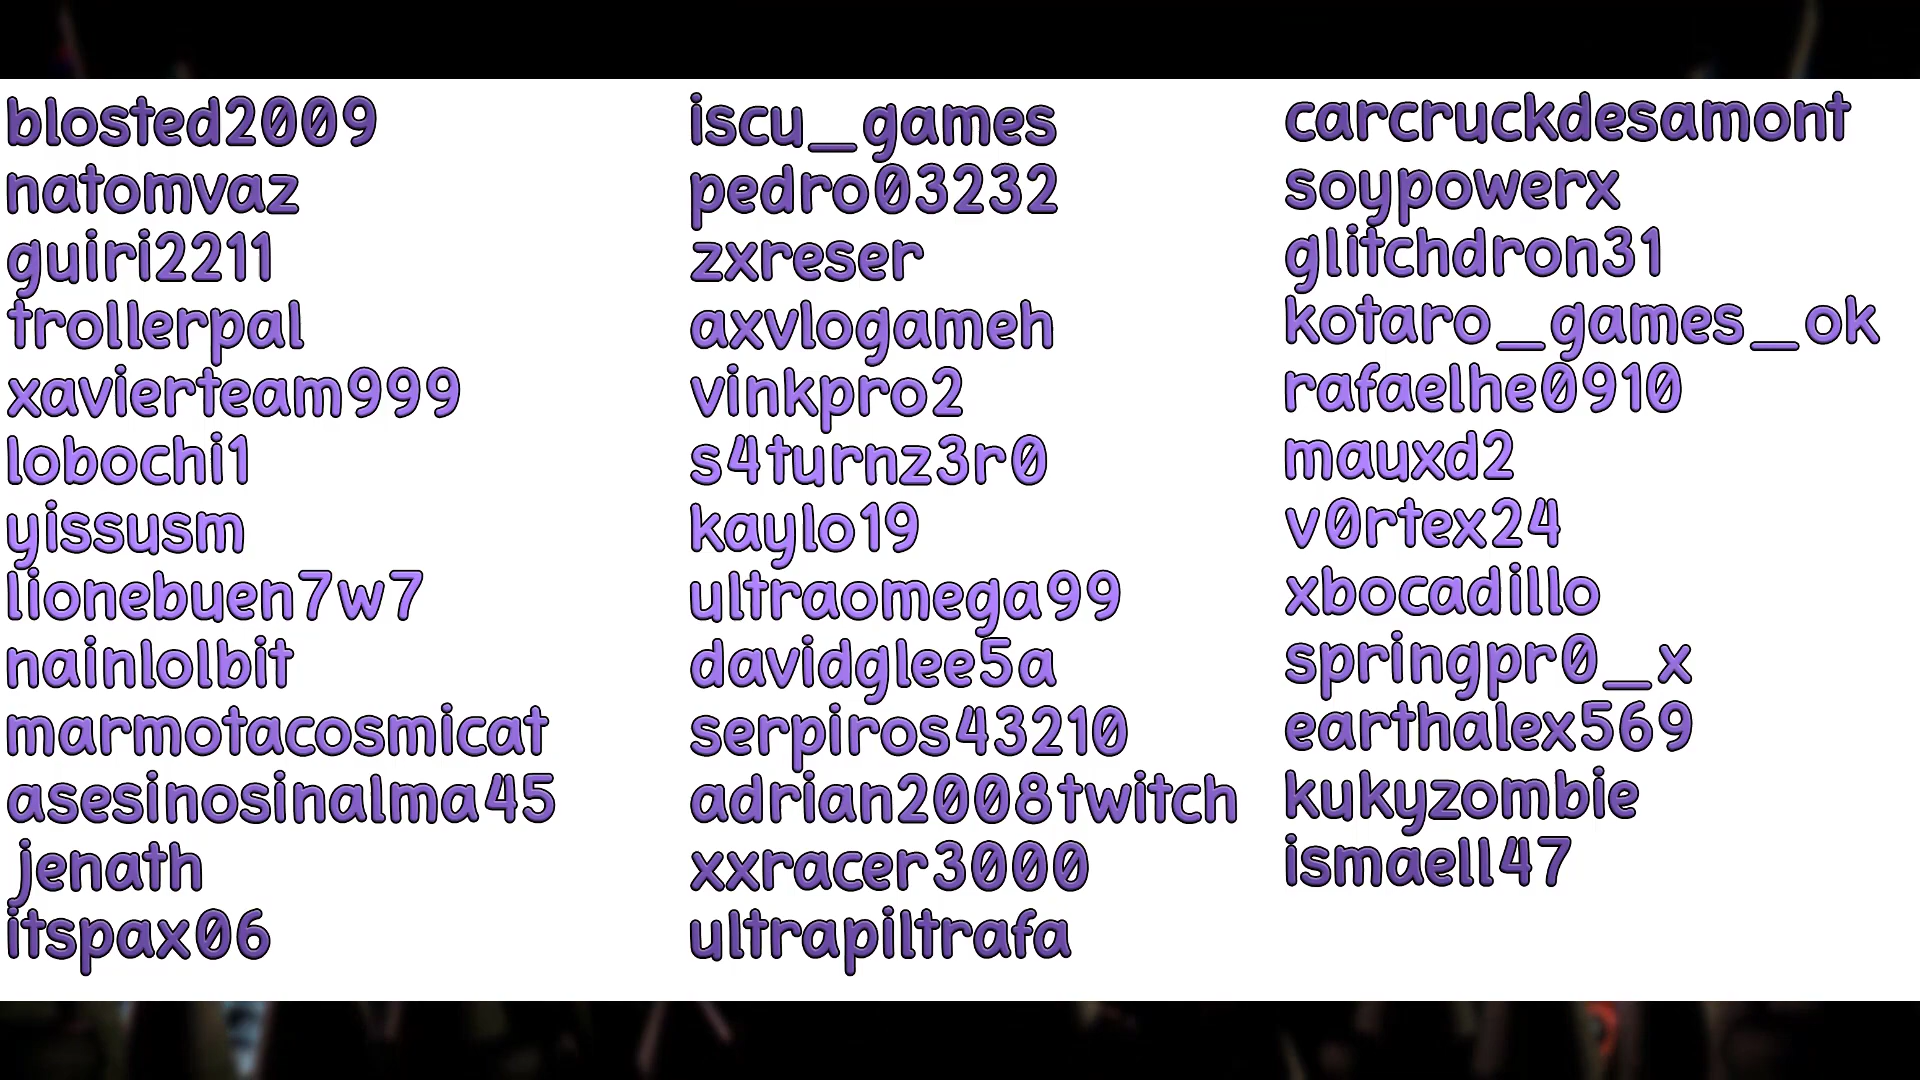 blosted2009
natomvaz
guiri2211
trollerpal
xavierteam999
lobochi1
yissusm
lionebuen7w7
nainlolbit
marmotacosmicat
asesinosinalma45
jenath
itspax06
iscu_games
pedro03232
zxreser
axvlogameh
vinkpro2
s4turnz3r0
kaylo19
ultraomega99
davidglee5a
serpiros43210
adrian2008twitch
xxracer3000
ultrapiltrafa
carcruckdesamont
soypowerx
glitchdron31
kotaro_games_ok
rafaelhe0910
mauxd2
v0rtex24
xbocadillo
springpr0_x
earthalex569
kukyzombie
ismaell47